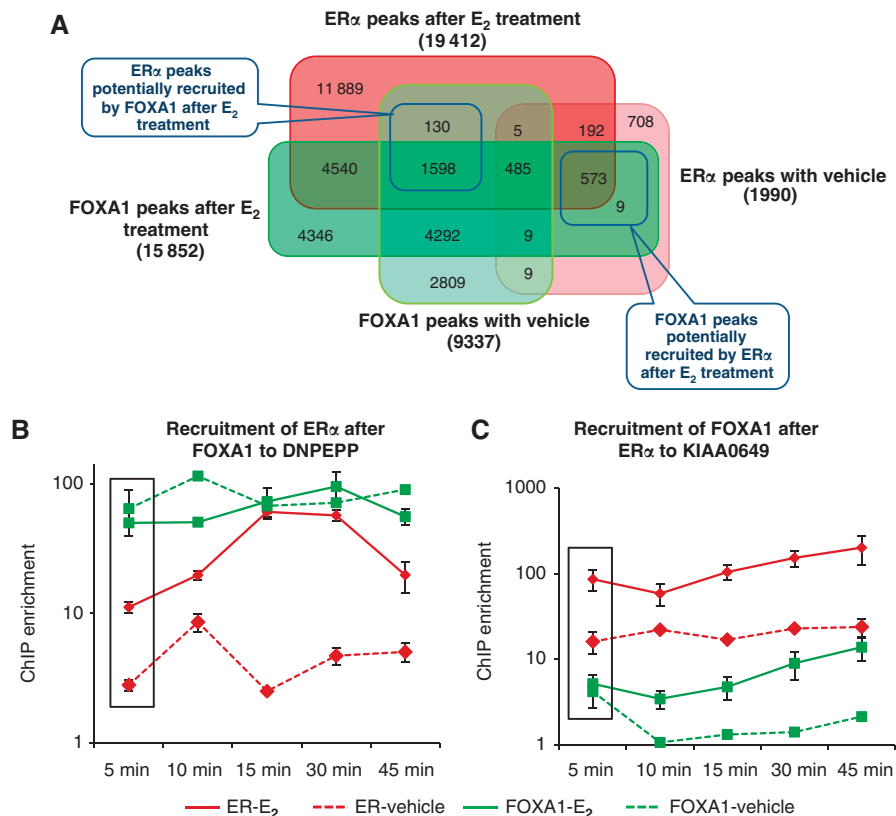 A
ERα peaks after E2 treatment
(19 412)
ERα peaks
potentially recruited
by FOXA1 after E2
treatment
11 889
130
5
192
708
4540
1598
485
573
9
ERα peaks with vehicle
(1990)
FOXA1 peaks after E2
treatment
(15 852)
4346
4292
9
2809
9
FOXA1 peaks with vehicle
(9337)
FOXA1 peaks
potentially
recruited by ERα
after E2 treatment
B
Recruitment of ERα after
FOXA1 to DNPEPP
ChIP enrichment
100
10
1
5 min 10 min 15 min 30 min 45 min
C
Recruitment of FOXA1 after
ERα to KIAA0649
ChIP enrichment
1000
100
10
1
5 min 10 min 15 min 30 min 45 min
ER-E2 ER-vehicle FOXA1-E2 FOXA1-vehicle